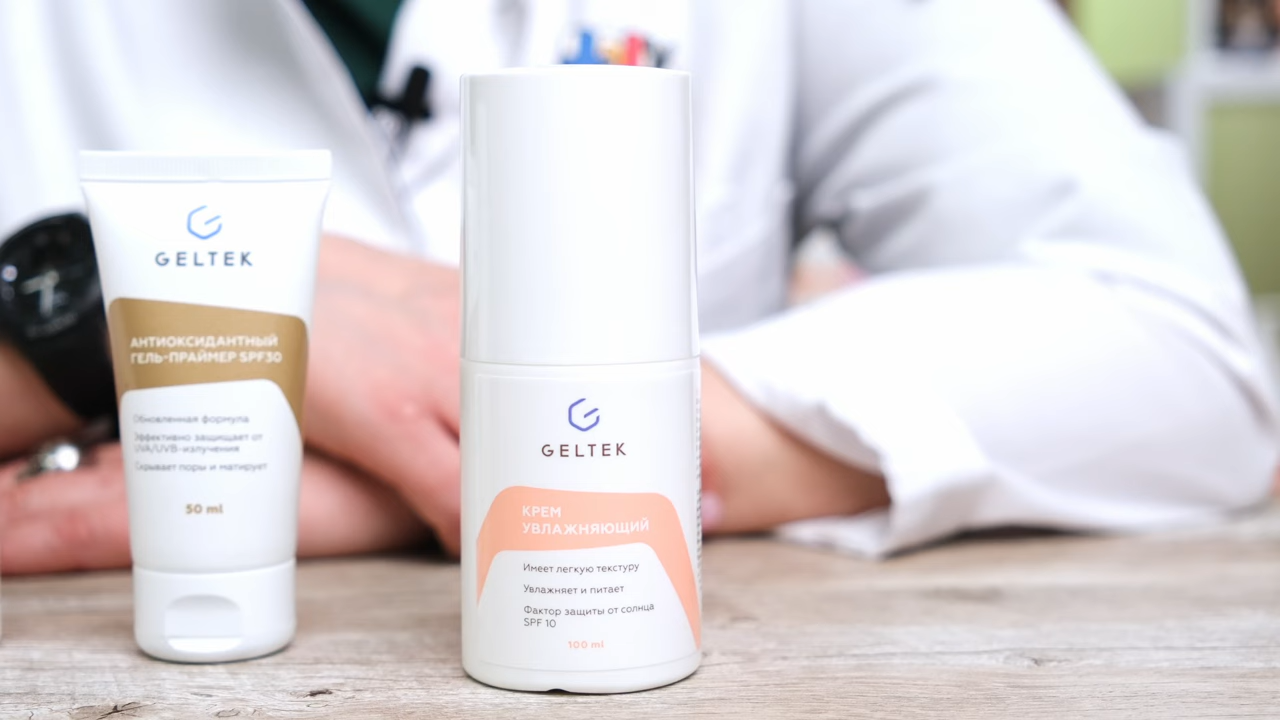 GELTEK
АНТИОКСИДАНТНЫЙ
ГЕЛЬ-ПРАЙМЕР SPF30
Обновленная формула
Эффективно защищает от
UVA/UVB-излучения
Скрывает поры и матирует
50 ml
GELTEK
КРЕМ
УВЛАЖНЯЮЩИЙ
Имеет легкую текстуру
Увлажняет и питает
Фактор защиты от солнца
SPF 10
100 ml